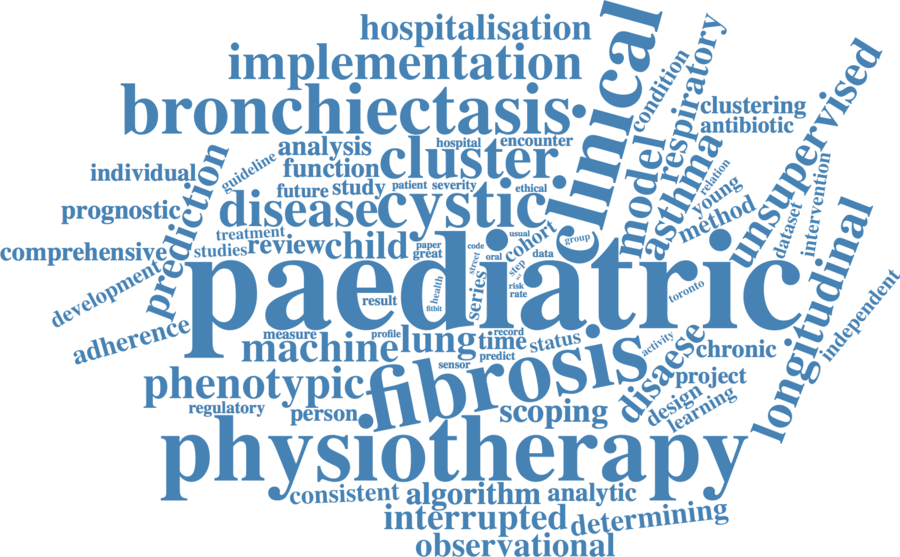 hospitalisation
clinical
implementation
condition
respiratory
bronchiectasis
clustering
antibiotic
unsupervised
hospital
encounter
analysis
cluster
function
guideline
individual
prediction
future
study
patient
severity
ethical
model
asthma
relation
young
method
dataset
intervention
prognostic
disease
cystic
treatment
review
child
paper
great
code
usual
cohort
group
comprehensive
studies
street
oral
step
data
longitudinal
development
paediatric
result
health
fitbit
series
risk
rate
toronto
independent
adherence
measure
profile
lung
record
time
predict
status
activity
machine
sensor
fibrosis
disaese
chronic
phenotypic
project
regulatory
person
scoping
design
learning
physiotherapy
consistent
algorithm
analytic
interrupted
determining
observational